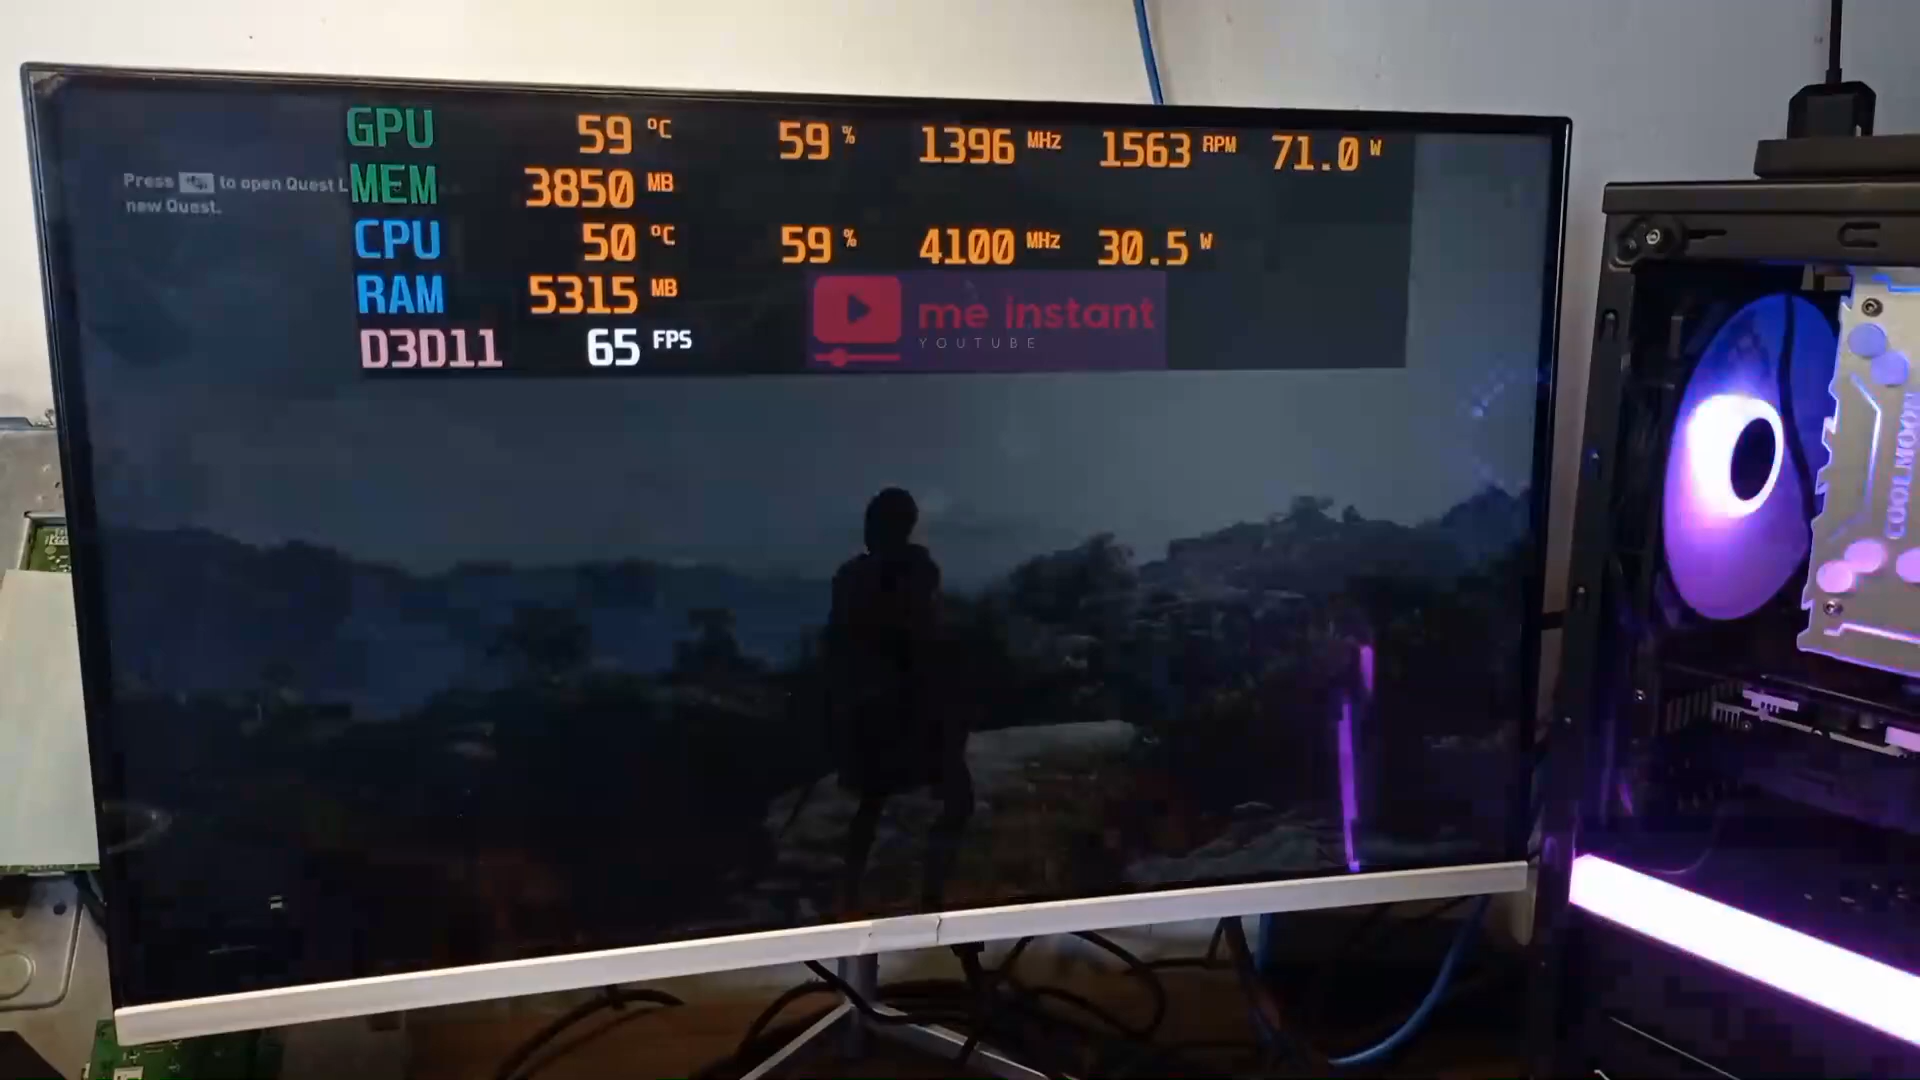 GPU 59 °C 59 % 1396 MHz 1563 RPM 71.0 W
MEM 3850 MB
CPU 50 °C 59 % 4100 MHz 30.5 W
RAM 5315 MB
D3D11 65 FPS
Press to open Quest L
new Quest.
me instant
YOUTUBE
COOLMOON